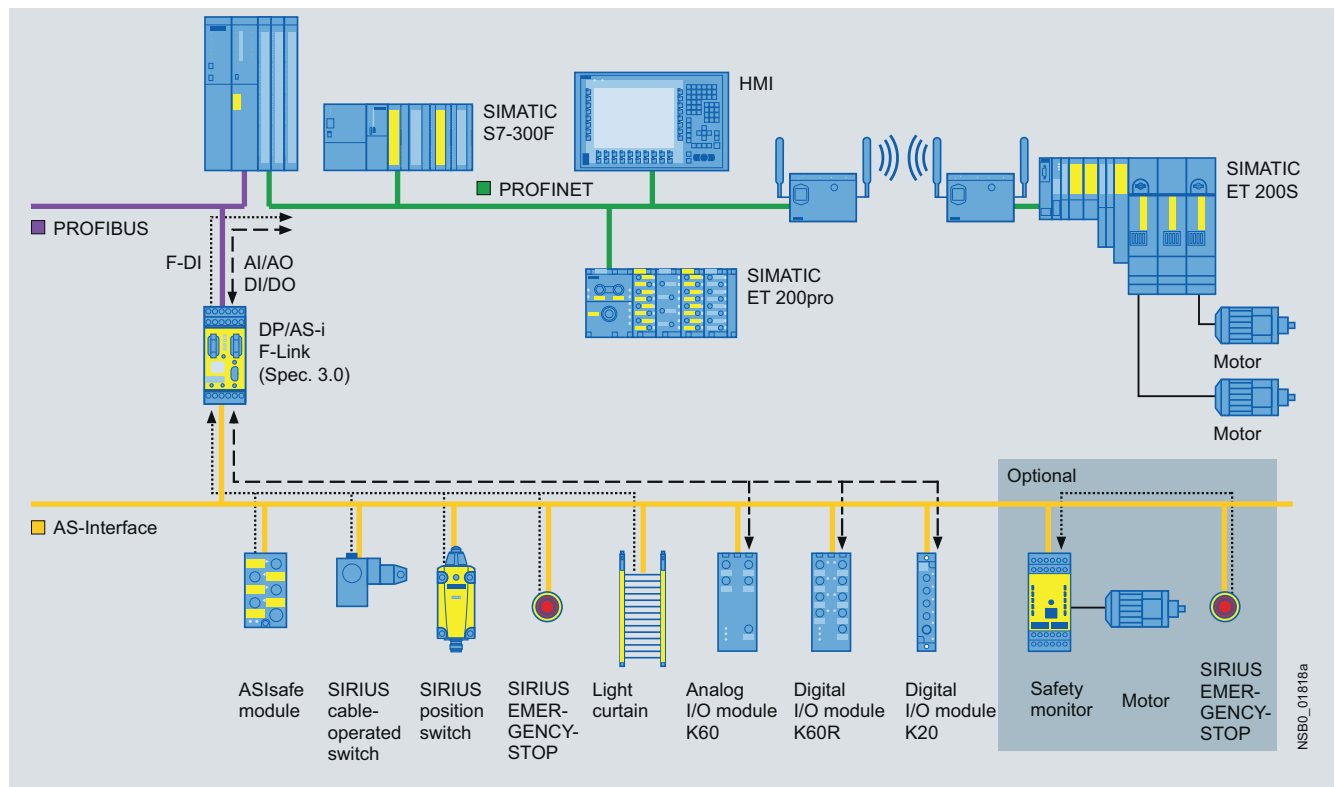 HMI
SIMATIC
S7-300F
PROFINET
SIMATIC
ET 200S
PROFIBUS
F-DI
AI/AO
DI/DO
SIMATIC
ET 200pro
DP/AS-i
F-Link
(Spec. 3.0)
Motor
Motor
Optional
AS-Interface
ASIsafe
module
SIRIUS
cable-
operated
switch
SIRIUS
position
switch
SIRIUS
EMER-
GENCY-
STOP
Light
curtain
Analog
I/O module
K60
Digital
I/O module
K60R
Digital
I/O module
K20
Safety
monitor
Motor
SIRIUS
EMER-
GENCY-
STOP
NSB0_01818a